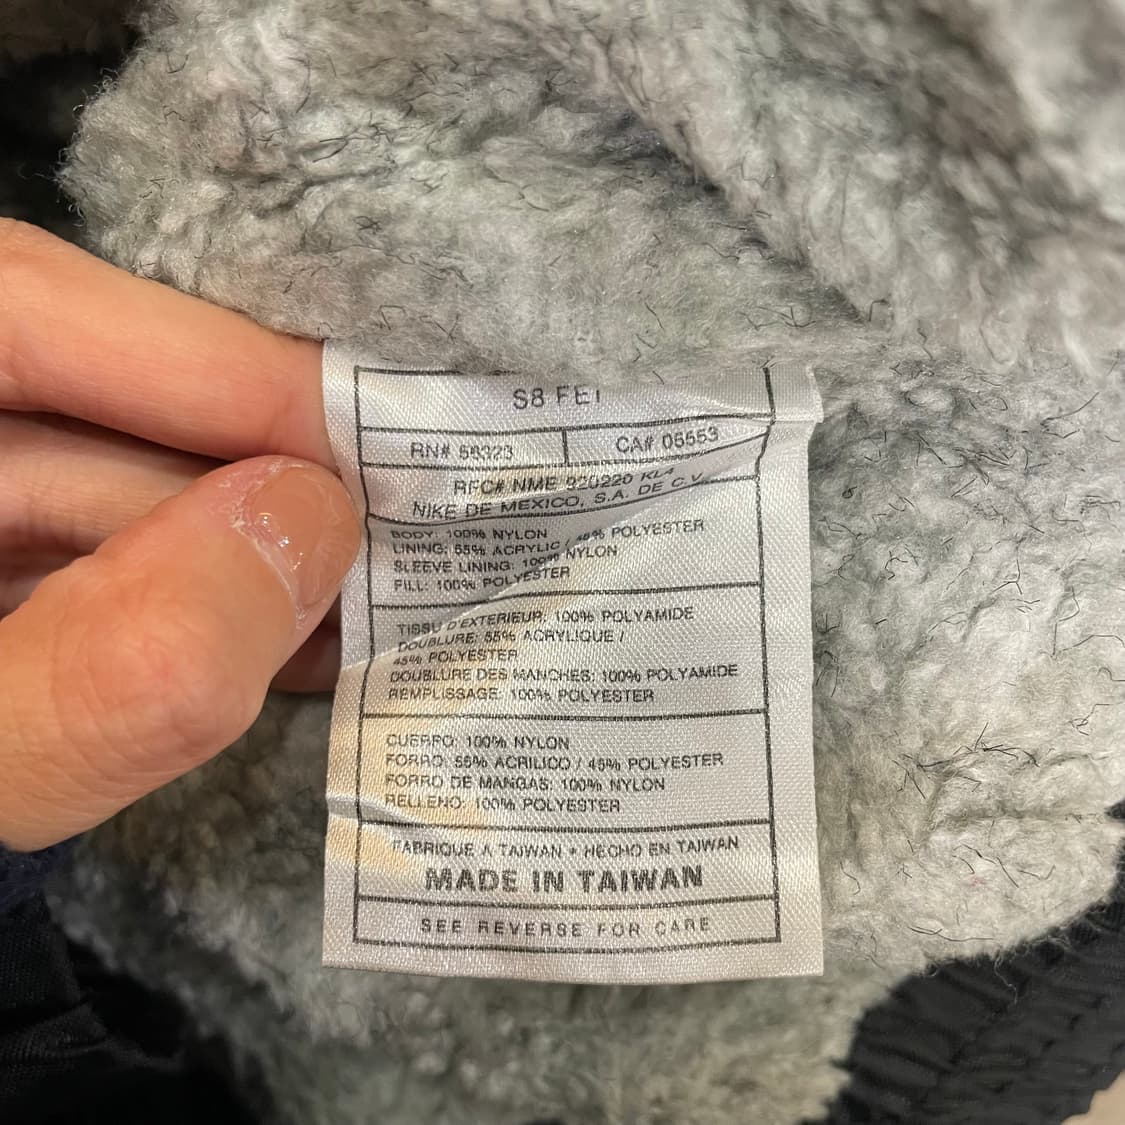 S8 FEI
RN# 56323
CA# 05553
RFC# NME 920220 KL4
NIKE DE MEXICO, S.A. DE C.V.
BODY: 100% NYLON
LINING: 55% ACRYLIC / 45% POLYESTER
SLEEVE LINING: 100% NYLON
FILL: 100% POLYESTER
TISSU D'EXTERIEUR: 100% POLYAMIDE
DOUBLURE: 55% ACRYLIQUE /
45% POLYESTER
DOUBLURE DES MANCHES: 100% POLYAMIDE
REMPLISSAGE: 100% POLYESTER
CUERPO: 100% NYLON
FORRO: 55% ACRILICO / 45% POLYESTER
FORRO DE MANGAS: 100% NYLON
RELLENO: 100% POLYESTER
FABRIQUE A TAIWAN • HECHO EN TAIWAN
MADE IN TAIWAN
SEE REVERSE FOR CARE